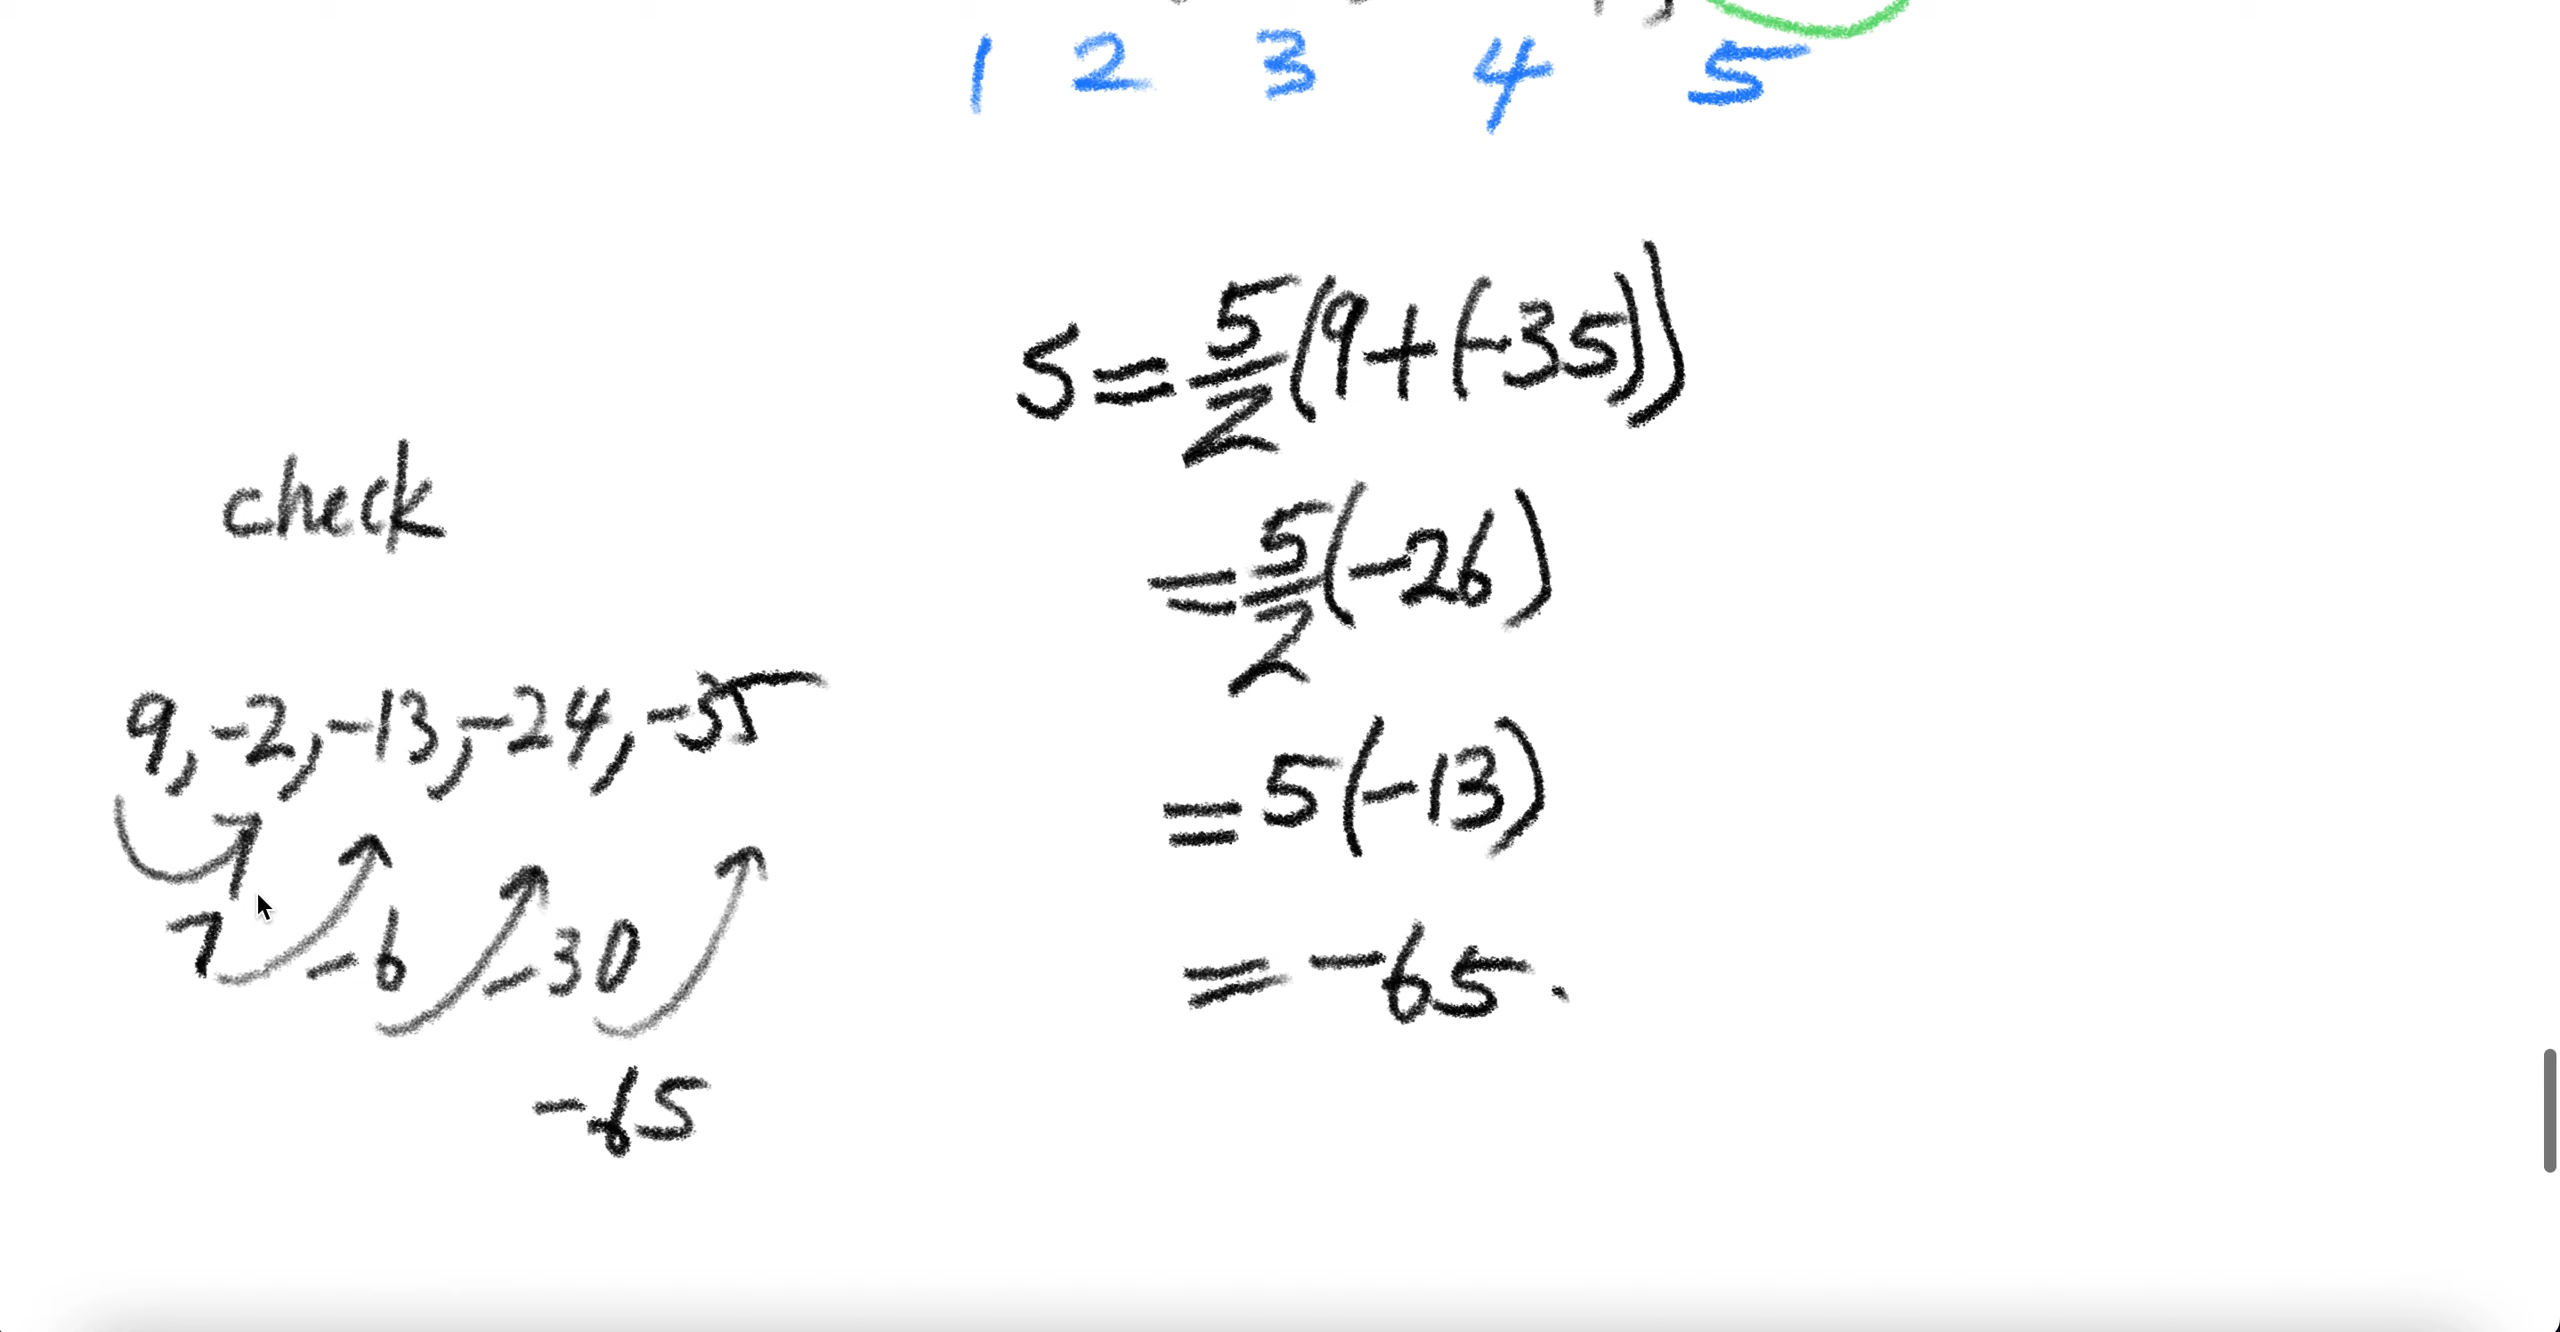 1 2 3 4 5
S = 5/2 (9 + (-35))
= 5/2 (-26)
= 5(-13)
= -65.
check
9, -2, -13, -24, -35
7 -6 -30
-65